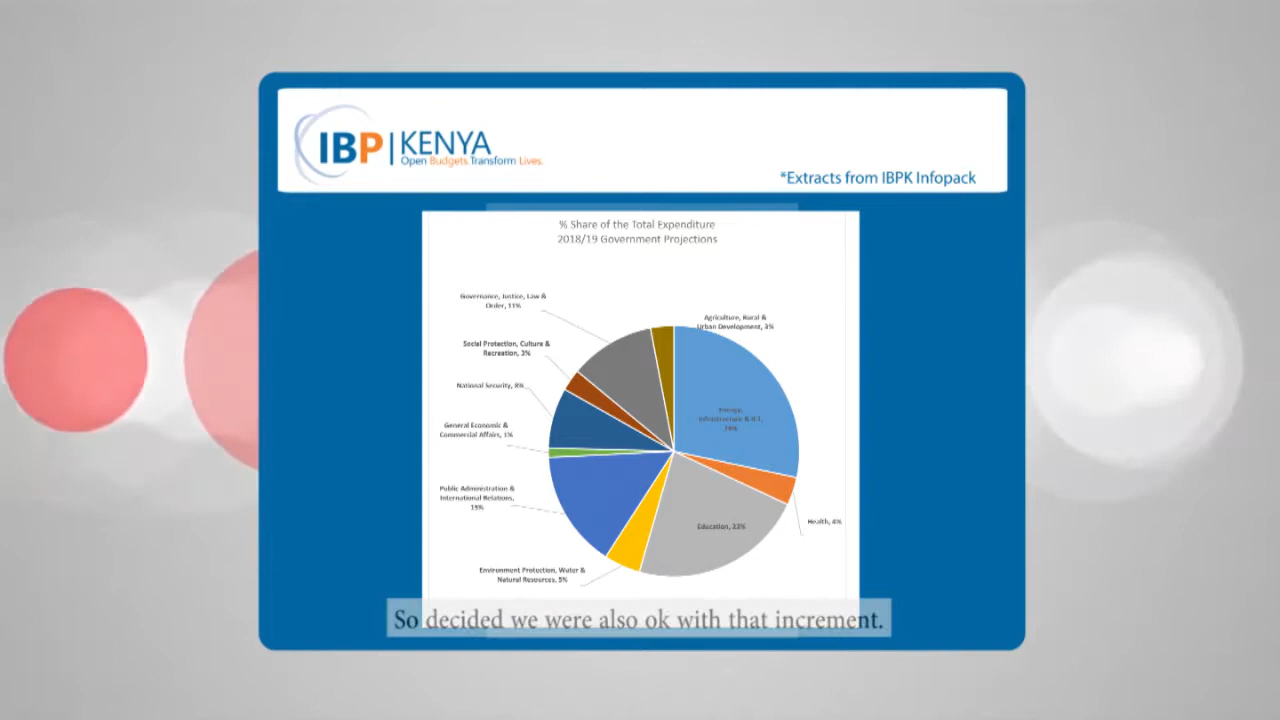 IBP | KENYA
Open Budgets. Transform Lives.
*Extracts from IBPK Infopack
% Share of the Total Expenditure
2018/19 Government Projections
Governance, Justice, Law &
Order, 11%
Agriculture, Rural &
Urban Development, 3%
Social Protection, Culture &
Recreation, 3%
National Security, 8%
Energy,
Infrastructure & ICT,
General Economic &
Commercial Affairs, 1%
Public Administration &
International Relations,
15%
Health, 4%
Education,
Environment Protection, Water &
Natural Resources, 5%
So decided we were also ok with that increment.